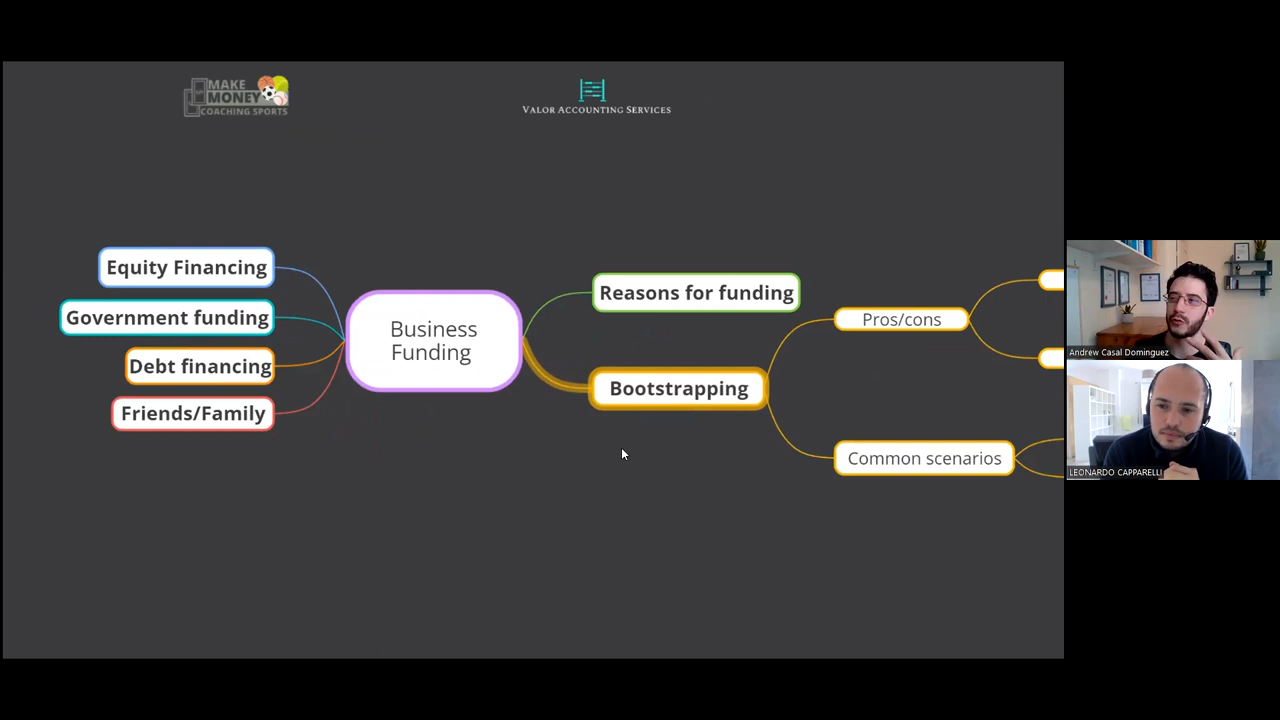 MAKE
MONEY
COACHING SPORTS
VALOR ACCOUNTING SERVICES
Equity Financing
Government funding
Debt financing
Friends/Family
Business
Funding
Reasons for funding
Bootstrapping
Pros/cons
Common scenarios
Andrew Casal Dominguez
LEONARDO CAPPARELLI